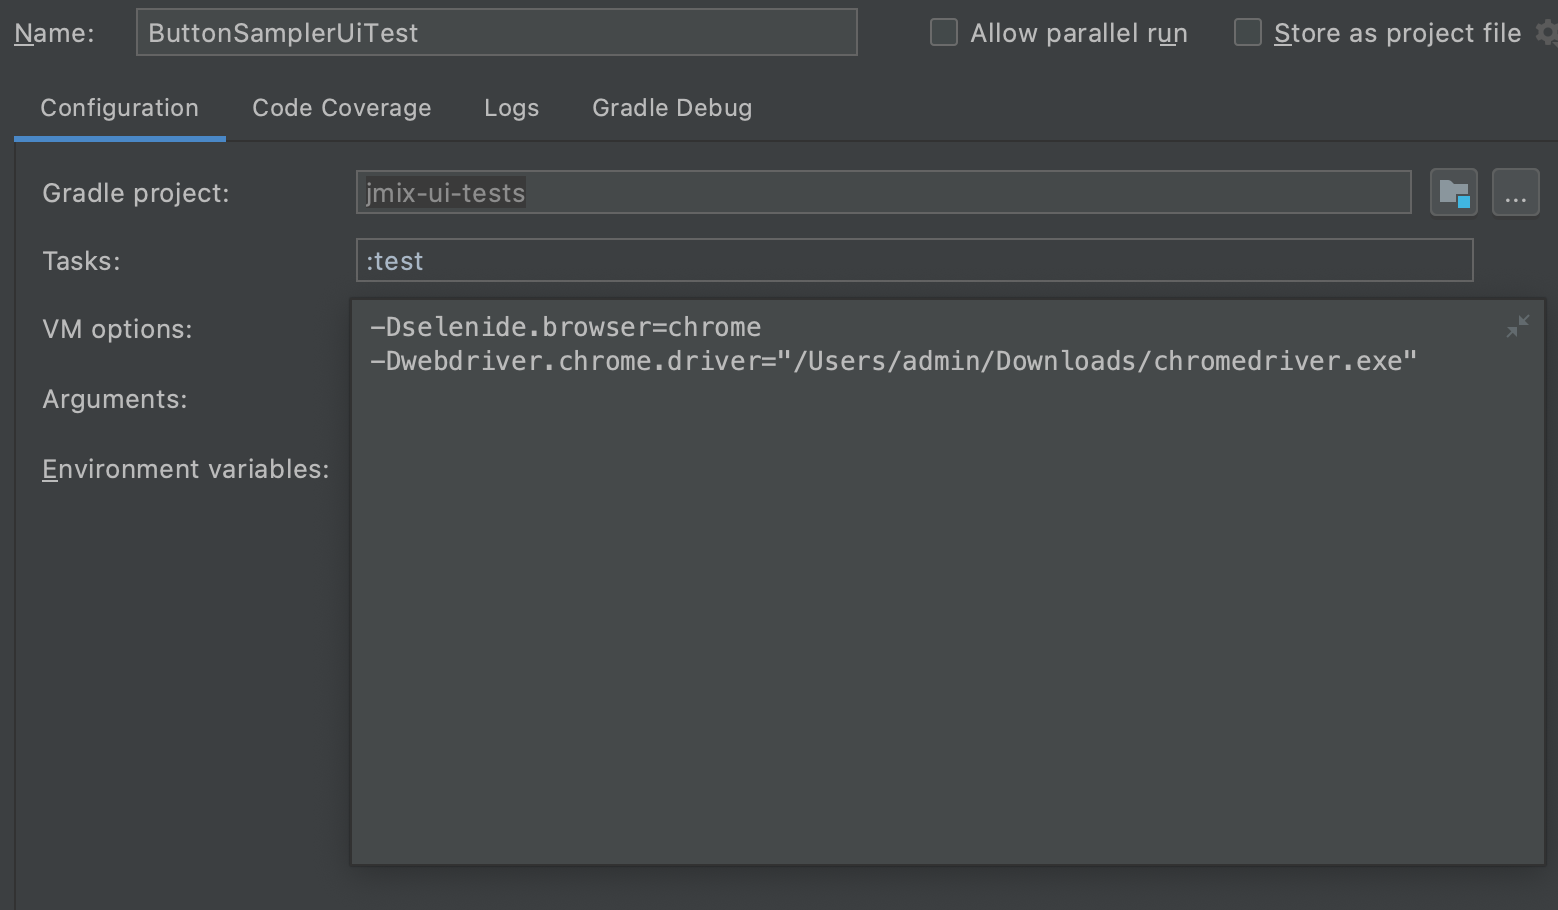 Name: ButtonSamplerUiTest Allow parallel run Store as project file
Configuration Code Coverage Logs Gradle Debug
Gradle project: jmix-ui-tests ...
Tasks: :test
VM options: -Dselenide.browser=chrome
-Dwebdriver.chrome.driver="/Users/admin/Downloads/chromedriver.exe"
Arguments:
Environment variables: